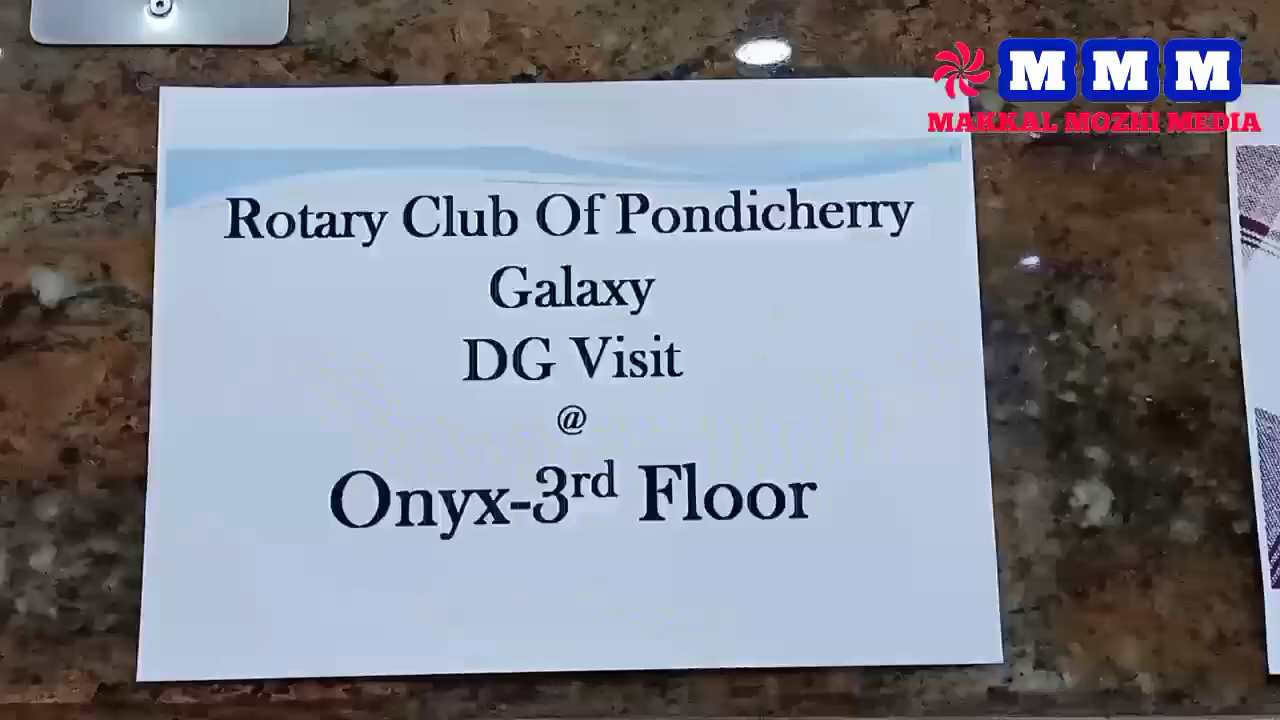 M M M
MAKKAL MOZHI MEDIA
Rotary Club Of Pondicherry
Galaxy
DG Visit
@
Onyx-3rd Floor